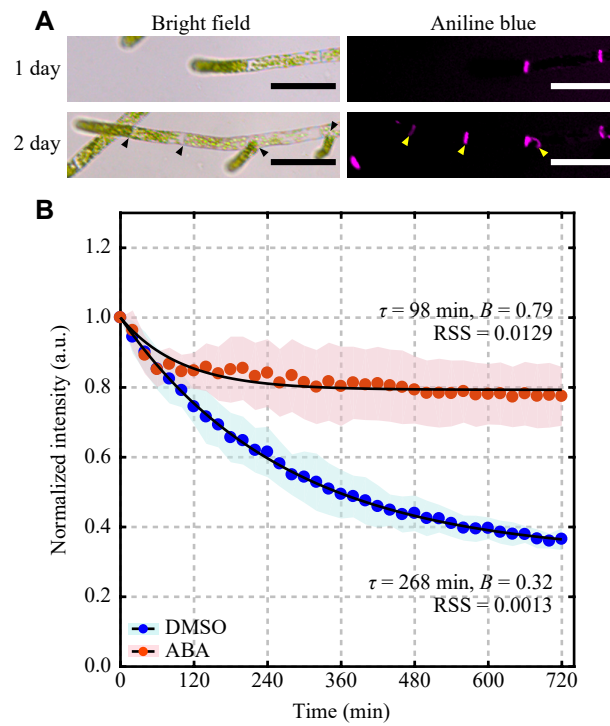 A
Bright field
Aniline blue
1 day
2 day
B
Normalized intensity (a.u.)
1.2
1.0
0.8
0.6
0.4
0.2
0.0
τ = 98 min, B = 0.79
RSS = 0.0129
τ = 268 min, B = 0.32
RSS = 0.0013
DMSO
ABA
0 120 240 360 480 600 720
Time (min)